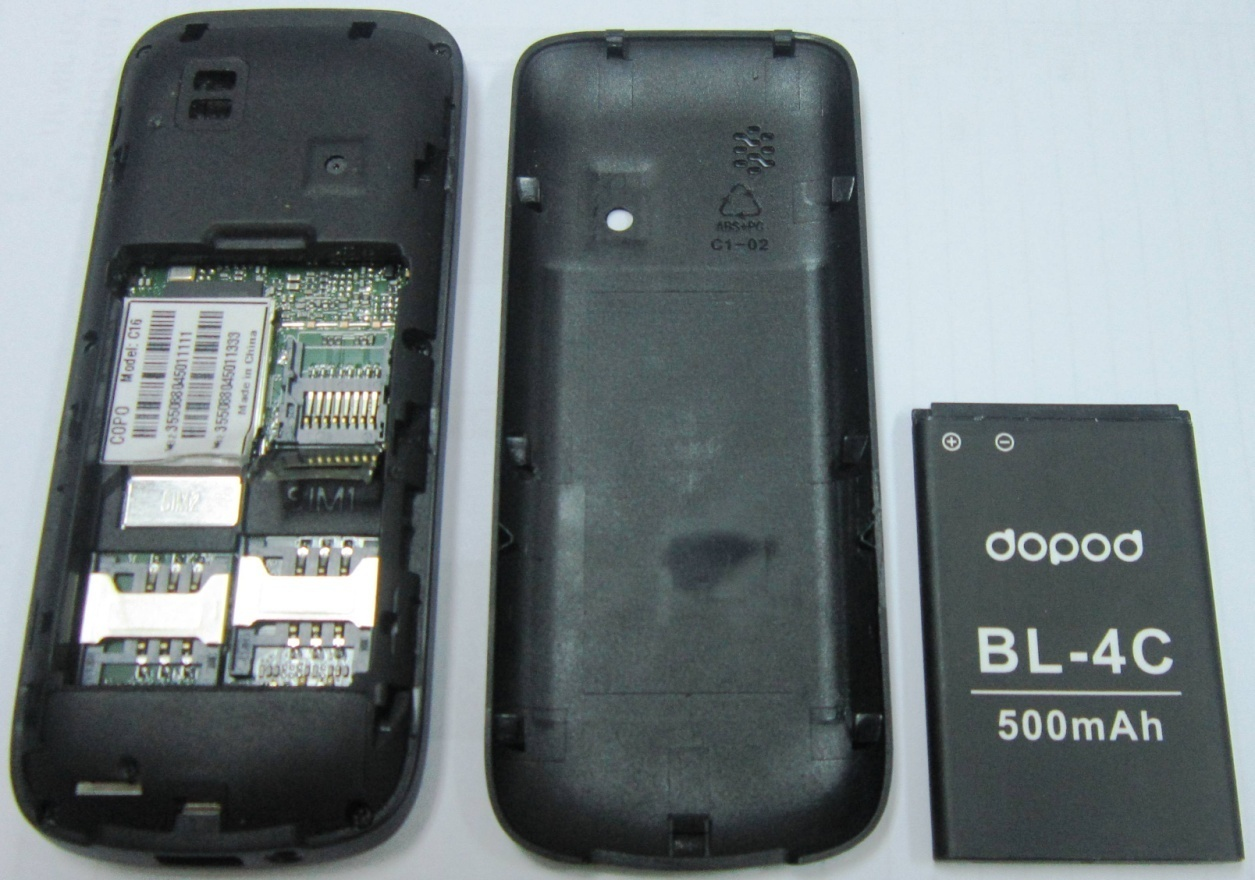 COPO Model: C16
355088045011111
355088045011333
Made in China
SIM2
SIM1
ABS+PC
C1-02
dopod
BL-4C
500mAh